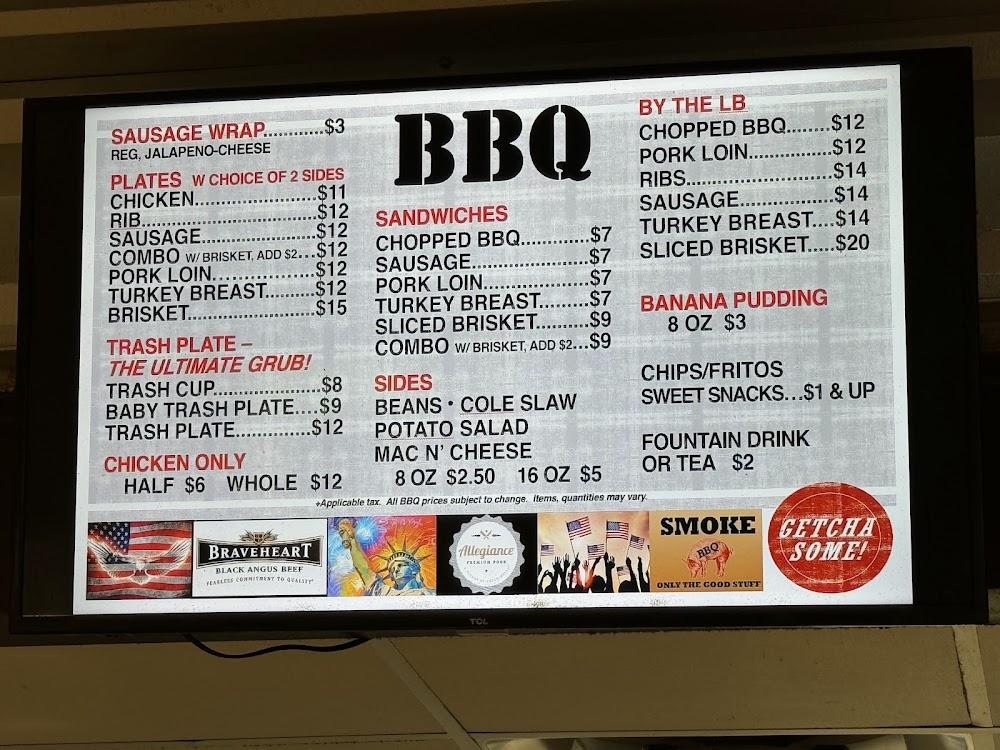 SAUSAGE WRAP............$3
REG, JALAPENO-CHEESE
PLATES W CHOICE OF 2 SIDES
CHICKEN...................$11
RIB...........................$12
SAUSAGE..................$12
COMBO W/ BRISKET, ADD $2...$12
PORK LOIN................$12
TURKEY BREAST........$12
BRISKET....................$15
TRASH PLATE –
THE ULTIMATE GRUB!
TRASH CUP.................$8
BABY TRASH PLATE....$9
TRASH PLATE.............$12
CHICKEN ONLY
HALF $6 WHOLE $12
BBQ
SANDWICHES
CHOPPED BBQ............$7
SAUSAGE...................$7
PORK LOIN.................$7
TURKEY BREAST.........$7
SLICED BRISKET.........$9
COMBO W/ BRISKET, ADD $2...$9
SIDES
BEANS • COLE SLAW
POTATO SALAD
MAC N' CHEESE
8 OZ $2.50 16 OZ $5
BY THE LB
CHOPPED BBQ........$12
PORK LOIN..............$12
RIBS........................$14
SAUSAGE................$14
TURKEY BREAST....$14
SLICED BRISKET.....$20
BANANA PUDDING
8 OZ $3
CHIPS/FRITOS
SWEET SNACKS...$1 & UP
FOUNTAIN DRINK
OR TEA $2
+Applicable tax. All BBQ prices subject to change. Items, quantities may vary.
BRAVEHEART
BLACK ANGUS BEEF
FEARLESS COMMITMENT TO QUALITY
Allegiance
PREMIUM PORK
SMOKE
BBQ
ONLY THE GOOD STUFF
GETCHA
SOME!
TCL